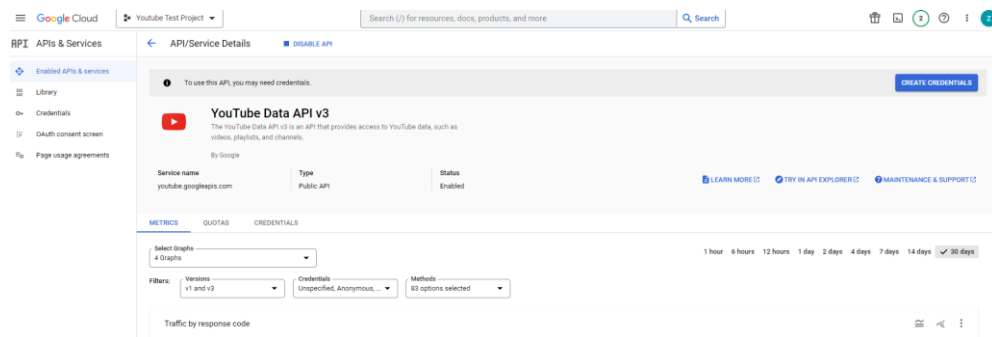 Google Cloud
Youtube Test Project
Search (/) for resources, docs, products, and more
Search
2
Z
API APIs & Services
API/Service Details
DISABLE API
Enabled APIs & services
Library
Credentials
OAuth consent screen
Page usage agreements
To use this API, you may need credentials.
CREATE CREDENTIALS
YouTube Data API v3
The YouTube Data API v3 is an API that provides access to YouTube data, such as
videos, playlists, and channels.
By Google
Service name
youtube.googleapis.com
Type
Public API
Status
Enabled
LEARN MORE
TRY IN API EXPLORER
MAINTENANCE & SUPPORT
METRICS QUOTAS CREDENTIALS
Select Graphs
4 Graphs
1 hour 6 hours 12 hours 1 day 2 days 4 days 7 days 14 days 30 days
Filters:
Versions
v1 and v3
Credentials
Unspecified, Anonymous, ...
Methods
83 options selected
Traffic by response code